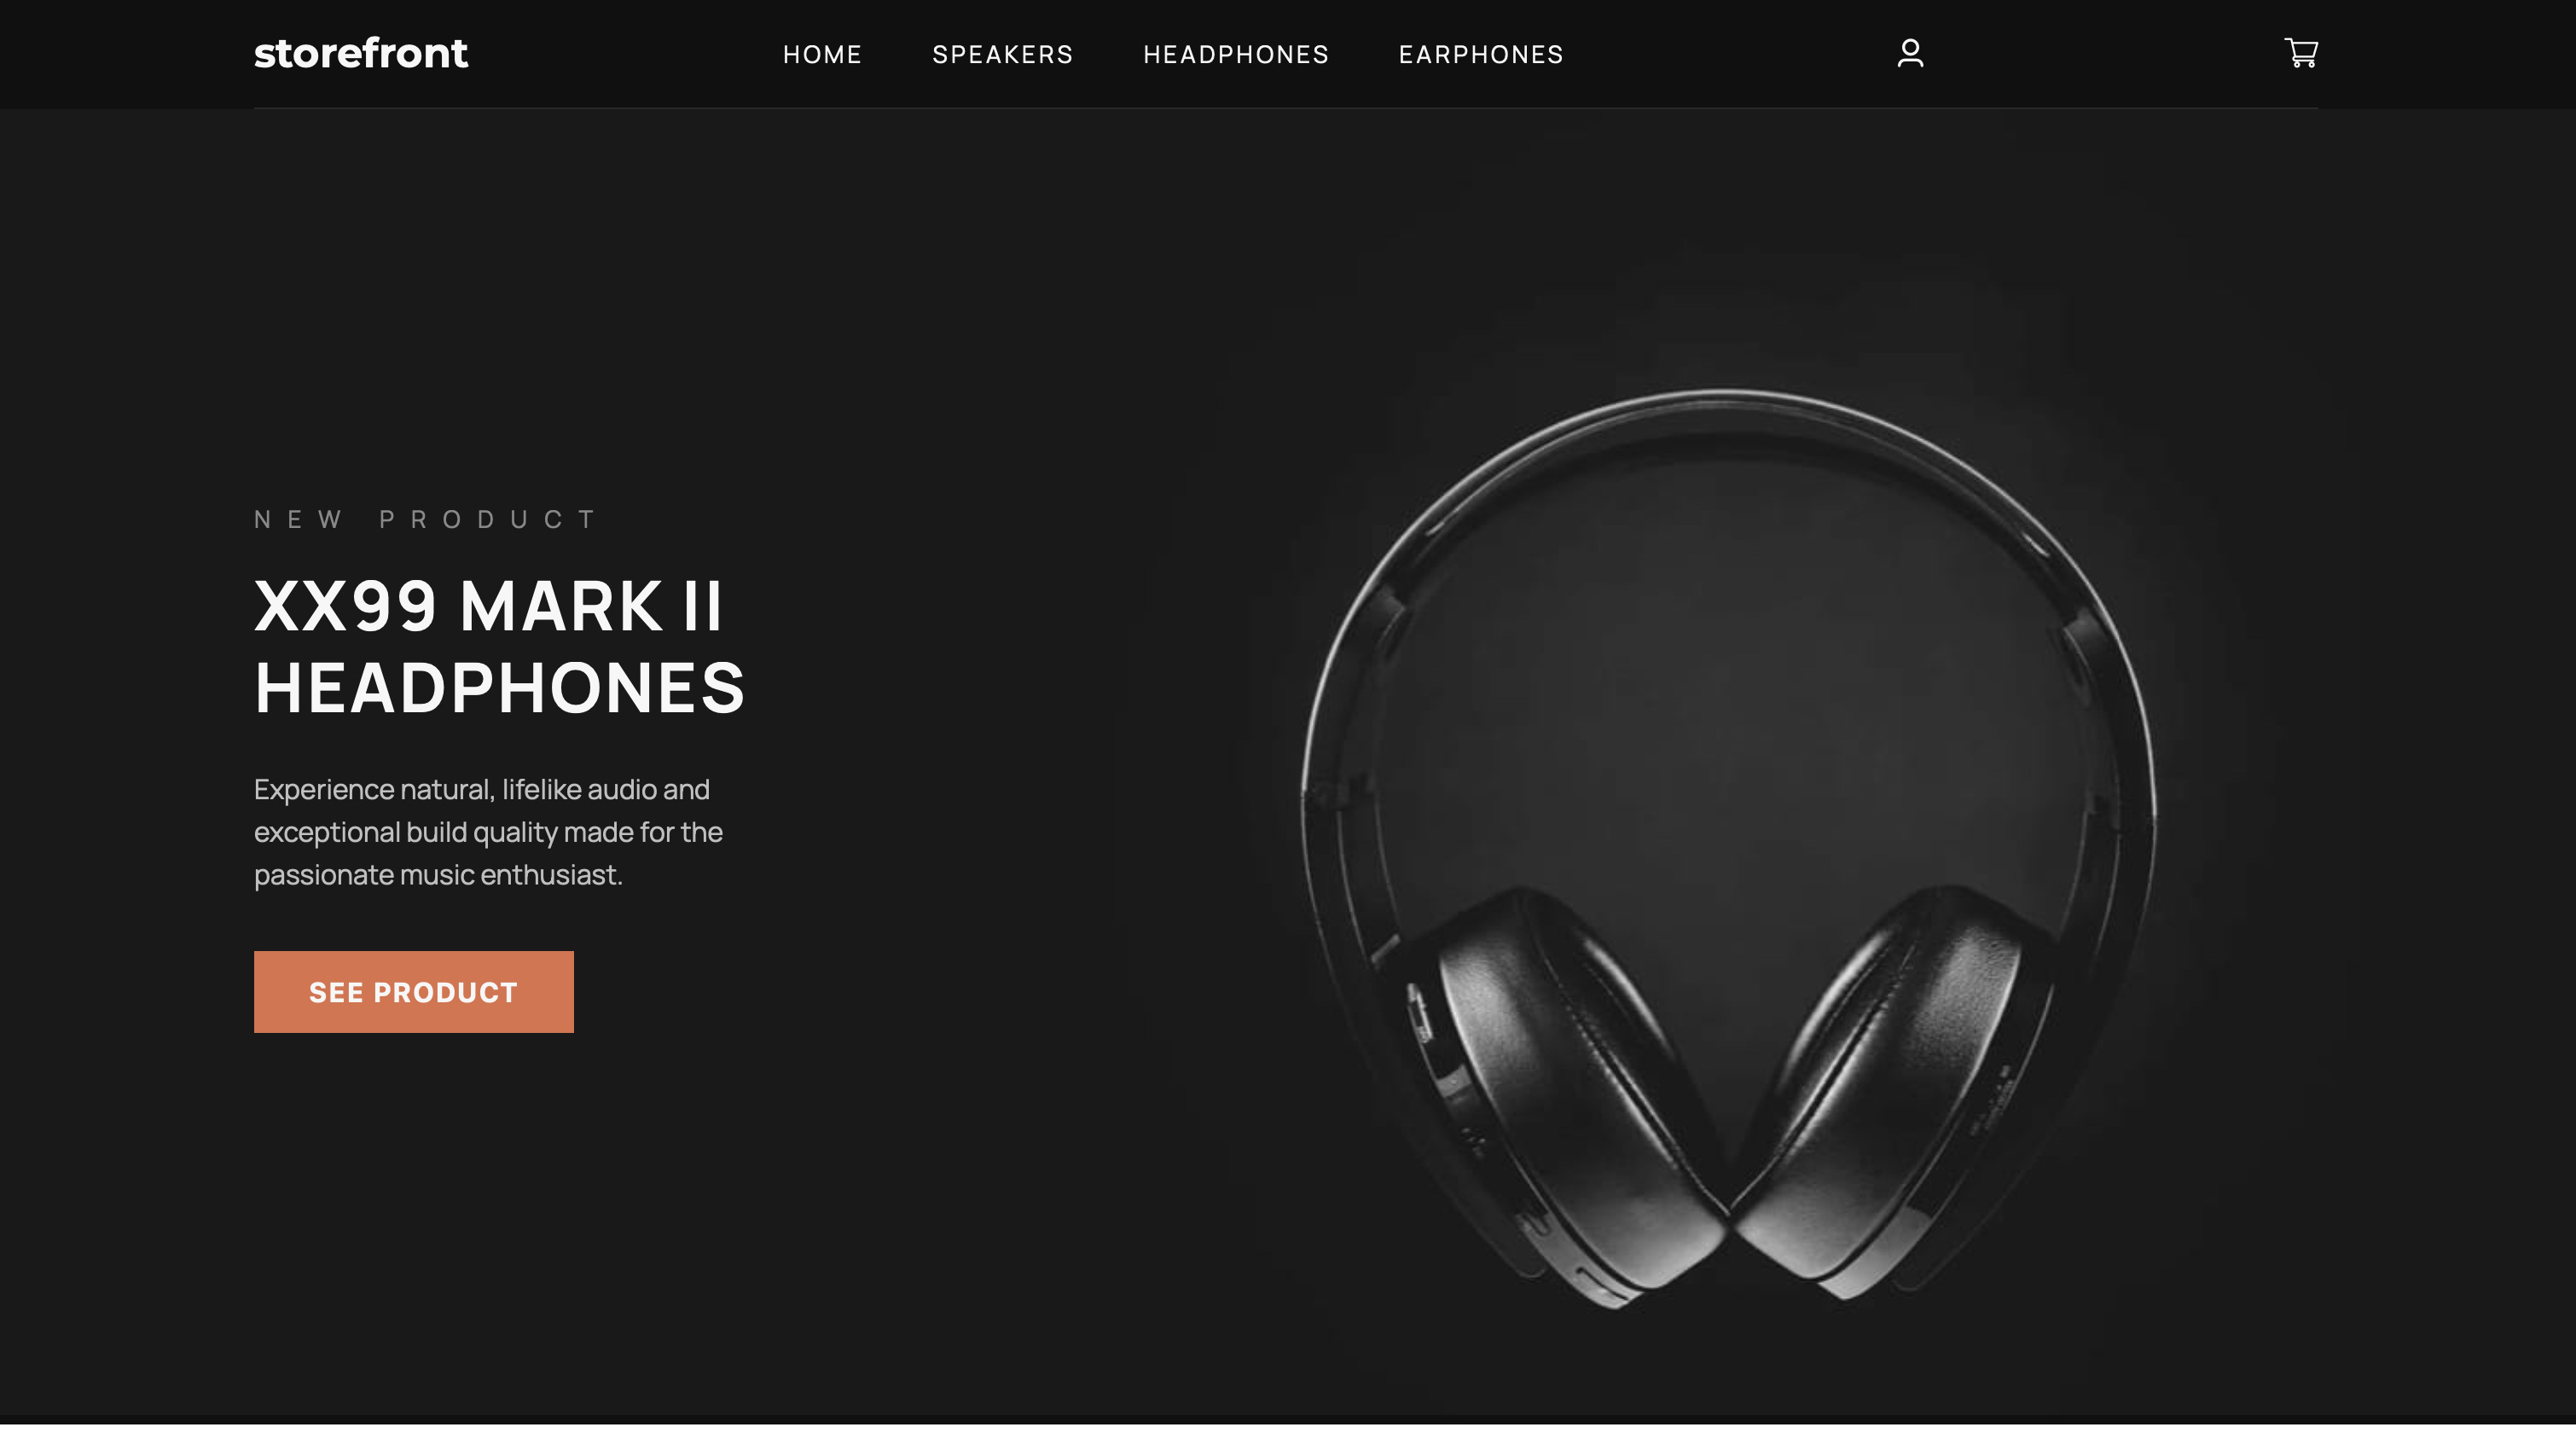 storefront
HOME SPEAKERS HEADPHONES EARPHONES
NEW PRODUCT
XX99 MARK II
HEADPHONES
Experience natural, lifelike audio and
exceptional build quality made for the
passionate music enthusiast.
SEE PRODUCT